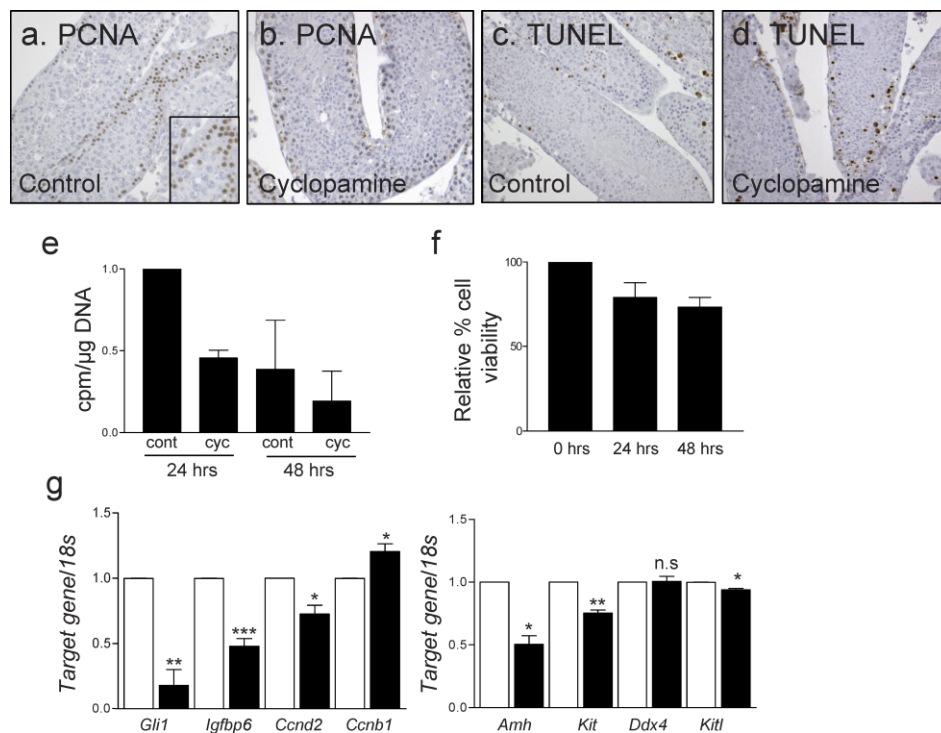 a. PCNA
Control
b. PCNA
Cyclopamine
c. TUNEL
Control
d. TUNEL
Cyclopamine
e
cpm/µg DNA
1.0
0.5
0.0
cont cyc cont cyc
24 hrs 48 hrs
f
Relative % cell
viability
100
50
0
0 hrs 24 hrs 48 hrs
g
Target gene/18s
1.5
1.0
0.5
0.0
** *** * *
Gli1 Igfbp6 Ccnd2 Ccnb1
Target gene/18s
1.5
1.0
0.5
0.0
* ** n.s *
Amh Kit Ddx4 Kitl